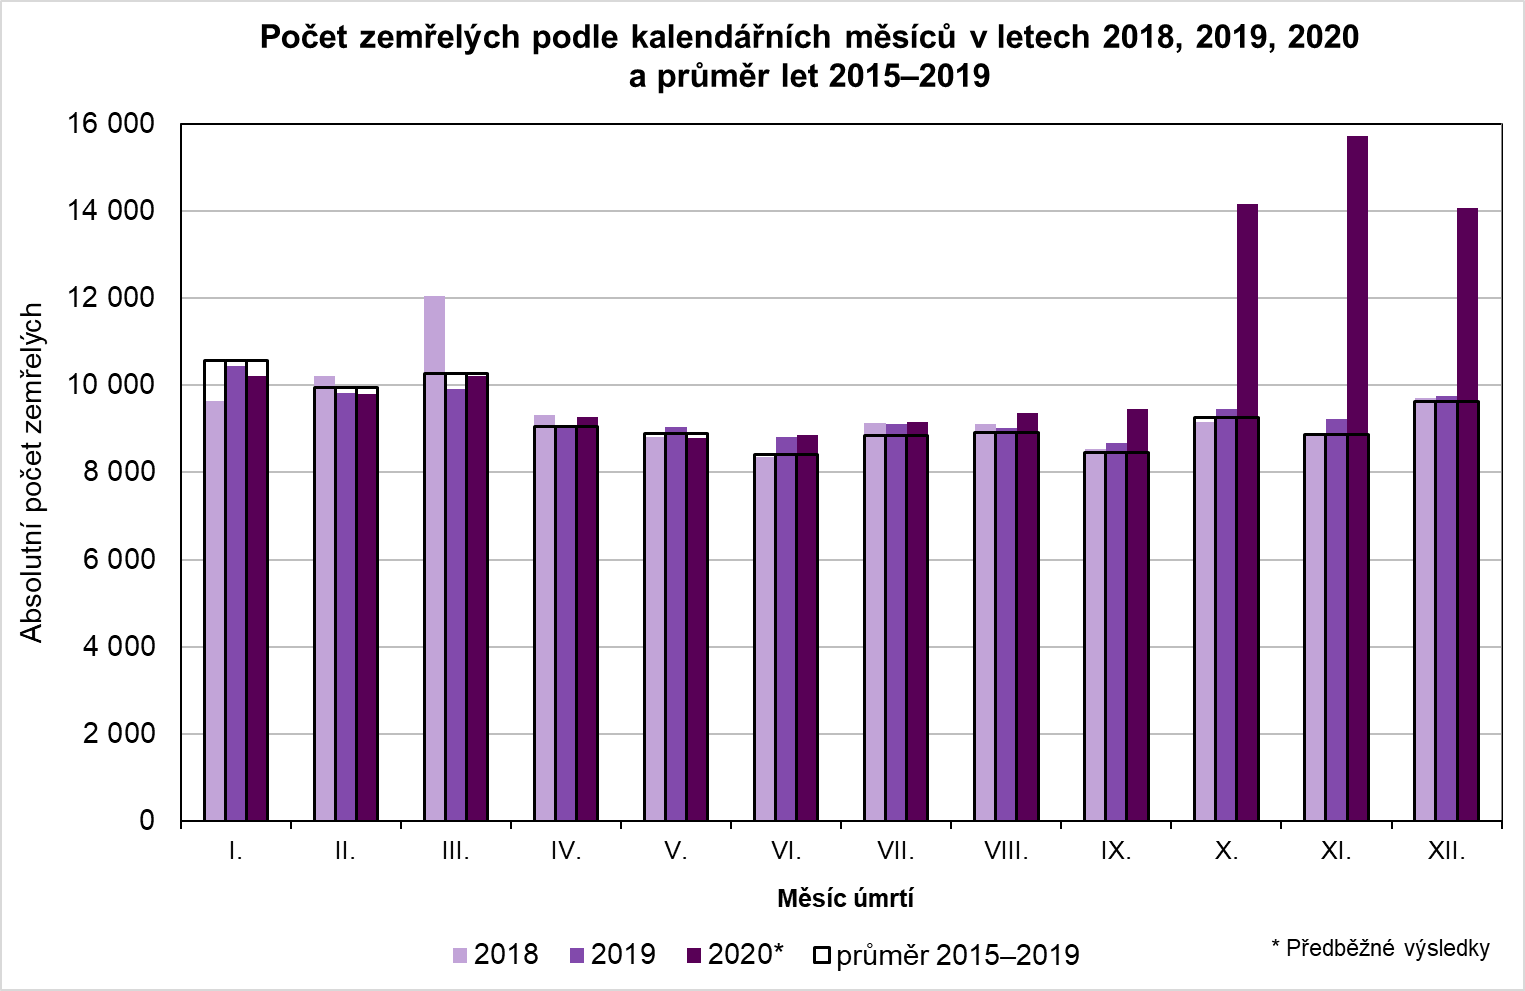 Počet zemřelých podle kalendářních měsíců v letech 2018, 2019, 2020
a průměr let 2015–2019
Absolutní počet zemřelých
16 000
14 000
12 000
10 000
8 000
6 000
4 000
2 000
0
I. II. III. IV. V. VI. VII. VIII. IX. X. XI. XII.
Měsíc úmrtí
2018 2019 2020* průměr 2015–2019
* Předběžné výsledky